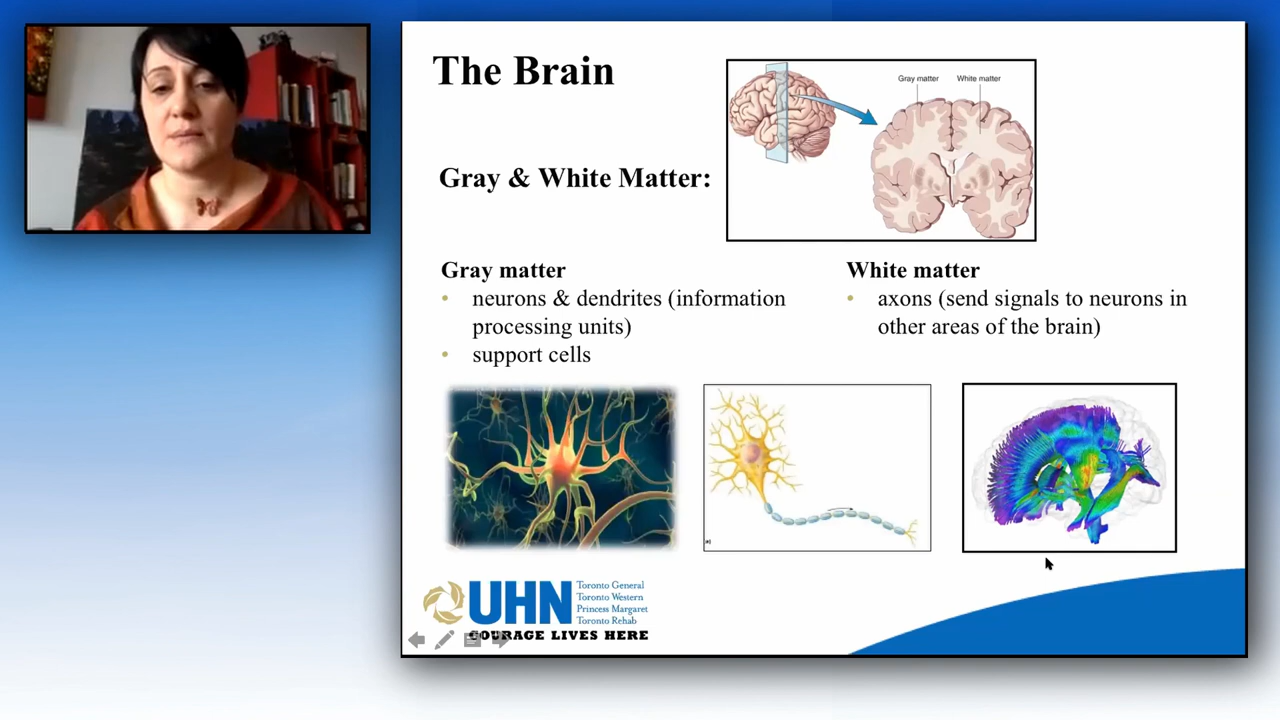 The Brain
Gray matter White matter
Gray & White Matter:
Gray matter
• neurons & dendrites (information
processing units)
• support cells
White matter
• axons (send signals to neurons in
other areas of the brain)
UHN
Toronto General
Toronto Western
Princess Margaret
Toronto Rehab
COURAGE LIVES HERE